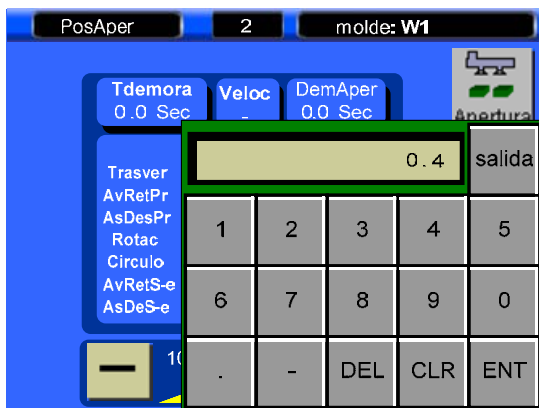 PosAper 2 molde: W1
Tdemora Veloc DemAper
0.0 Sec - 0.0 Sec
Apertura
0.4 salida
Trasver
AvRetPr
AsDesPr
Rotac
Circulo
AvRetS-e
AsDeS-e
1 2 3 4 5
6 7 8 9 0
. - DEL CLR ENT